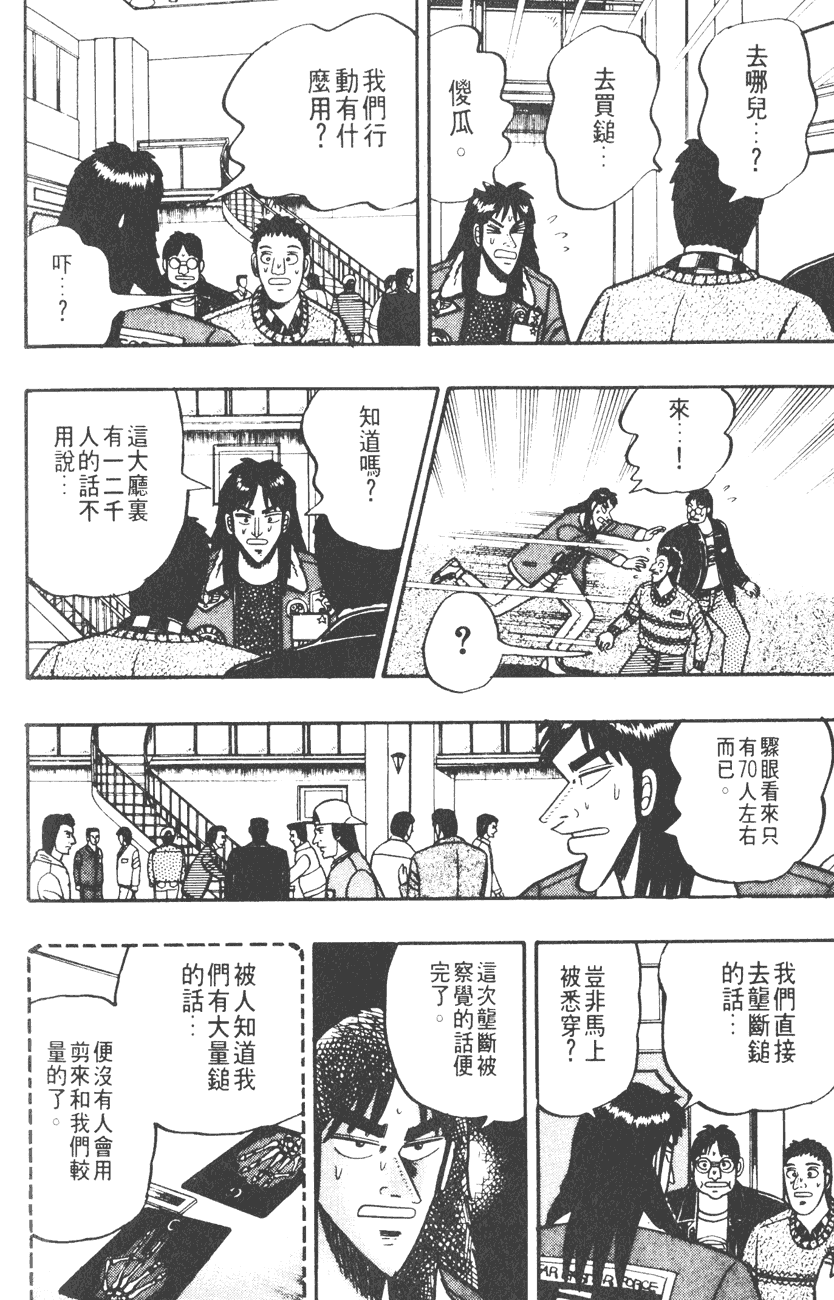 去哪兒…?
去買鎚…
傻瓜。
我們行
動有什
麼用?
吓…?
來…!
?
知道嗎?
這大廳裏
有一二千
人的話不
用說…
驟眼看來只
有70人左右
而已。
我們直接
去壟斷鎚
的話…
豈非馬上
被悉穿?
這次壟斷被
察覺的話便
完了。
被人知道我
們有大量鎚
的話…
便沒有人會用
剪來和我們較
量的了。